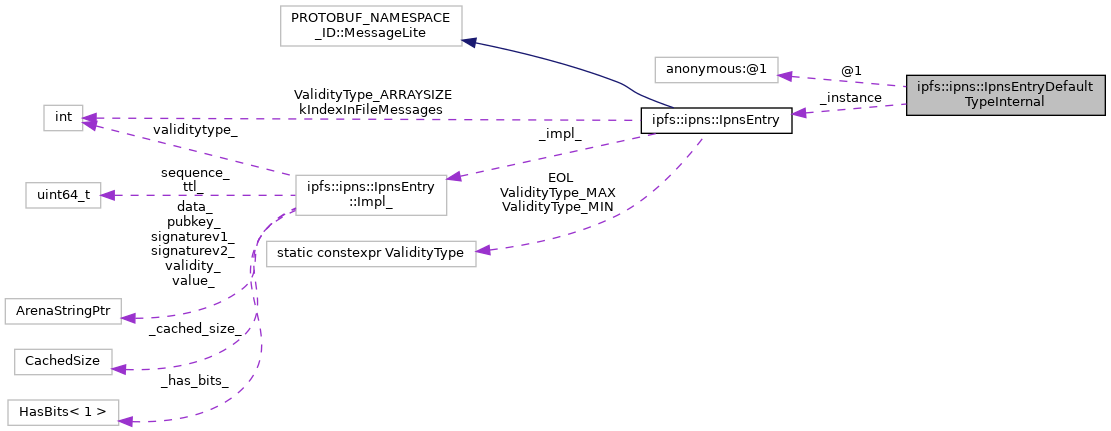 PROTOBUF_NAMESPACE
_ID::MessageLite
anonymous:@1
@1
ipfs::ipns::IpnsEntryDefault
TypeInternal
_instance
ValidityType_ARRAYSIZE
kIndexInFileMessages
int
ipfs::ipns::IpnsEntry
validitytype_
_impl_
sequence_
ttl_
uint64_t
ipfs::ipns::IpnsEntry
::Impl_
EOL
ValidityType_MAX
ValidityType_MIN
data_
pubkey_
signaturev1_
signaturev2_
validity_
value_
static constexpr ValidityType
ArenaStringPtr
_cached_size_
CachedSize
_has_bits_
HasBits< 1 >